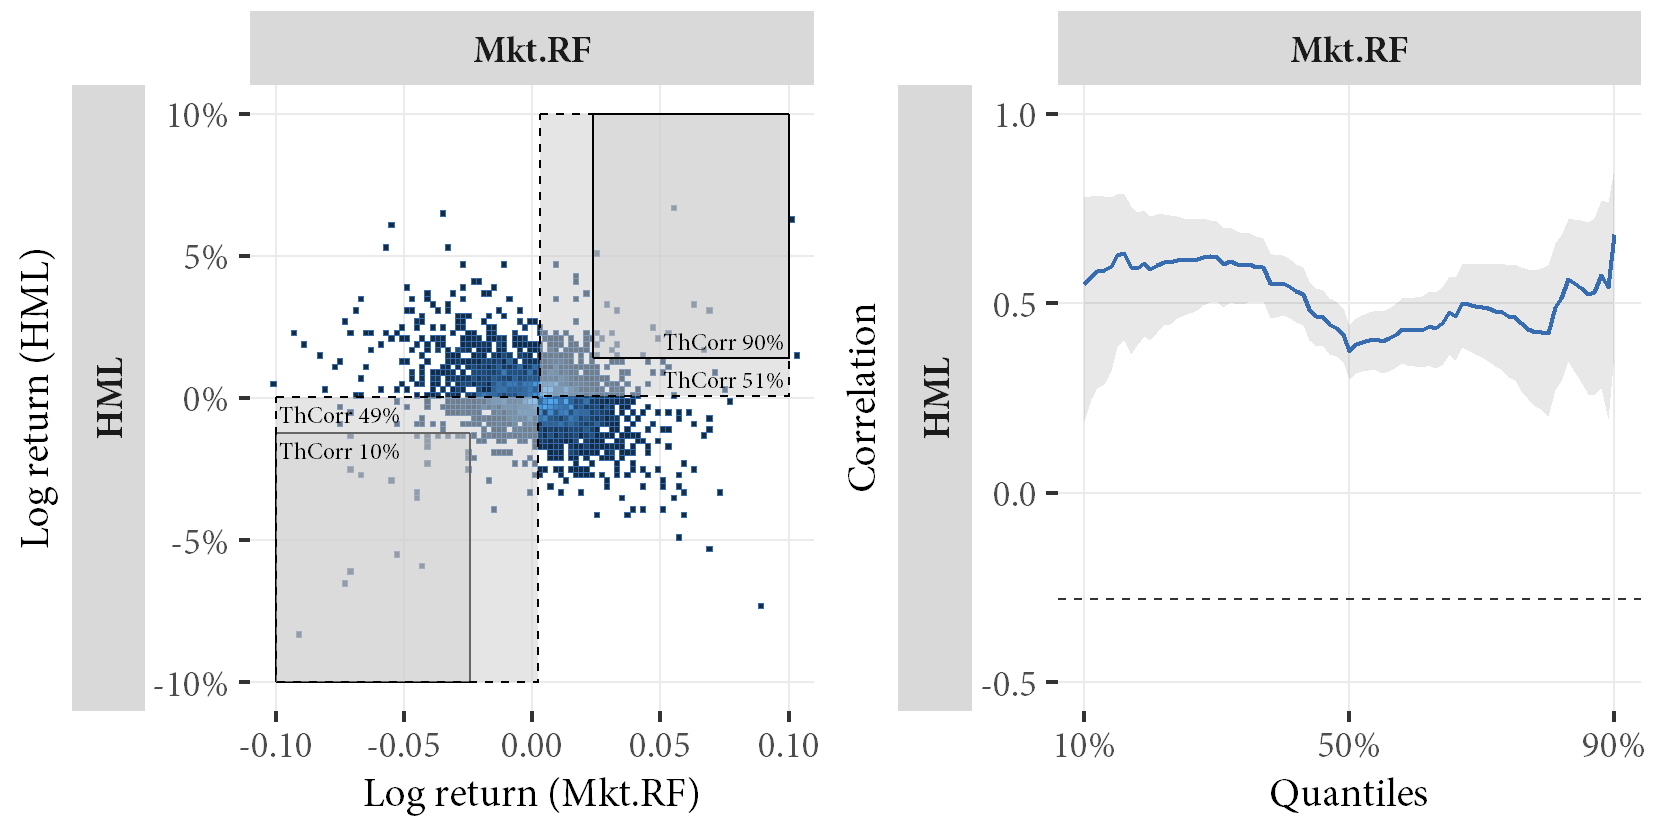 Mkt.RF
HML
Log return (HML)
10%
5%
0%
-5%
-10%
ThCorr 90%
ThCorr 51%
ThCorr 49%
ThCorr 10%
-0.10
-0.05
0.00
0.05
0.10
Log return (Mkt.RF)
Mkt.RF
HML
Correlation
1.0
0.5
0.0
-0.5
10%
50%
90%
Quantiles